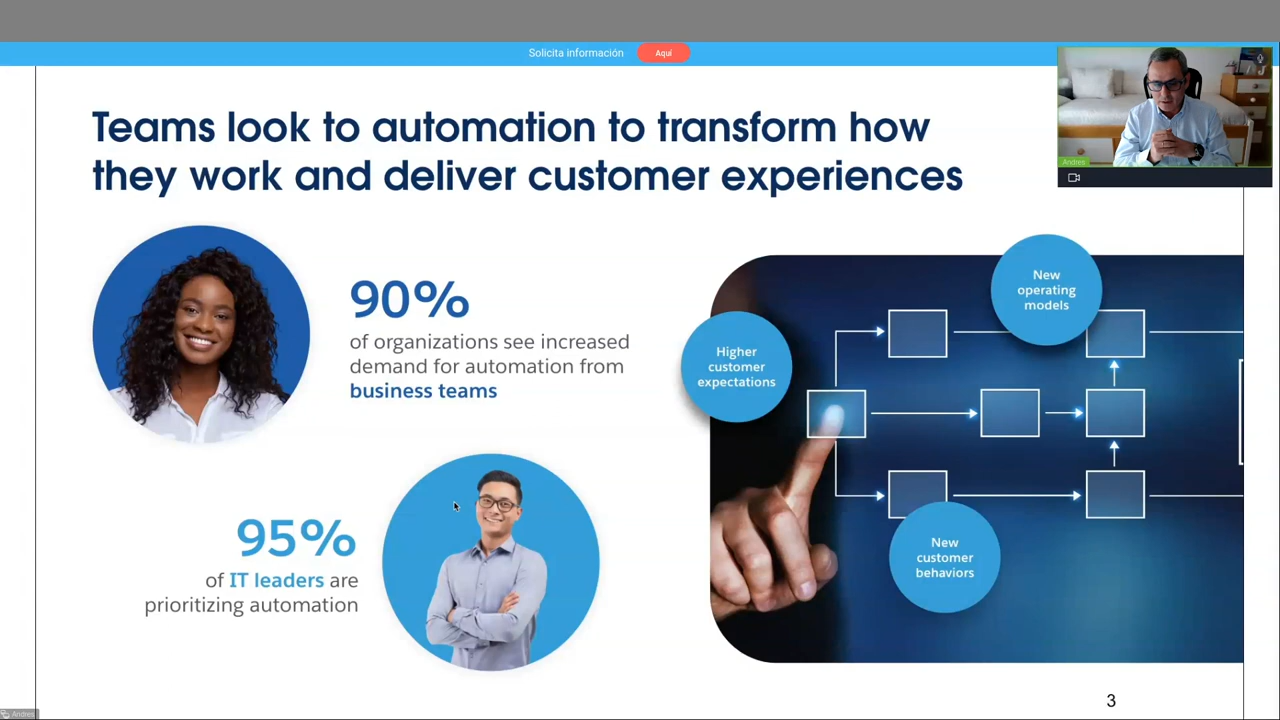 Solicita información
Aquí
Teams look to automation to transform how
they work and deliver customer experiences
Andres
90%
of organizations see increased
demand for automation from
business teams
95%
of IT leaders are
prioritizing automation
Higher
customer
expectations
New
operating
models
New
customer
behaviors
3
Andres